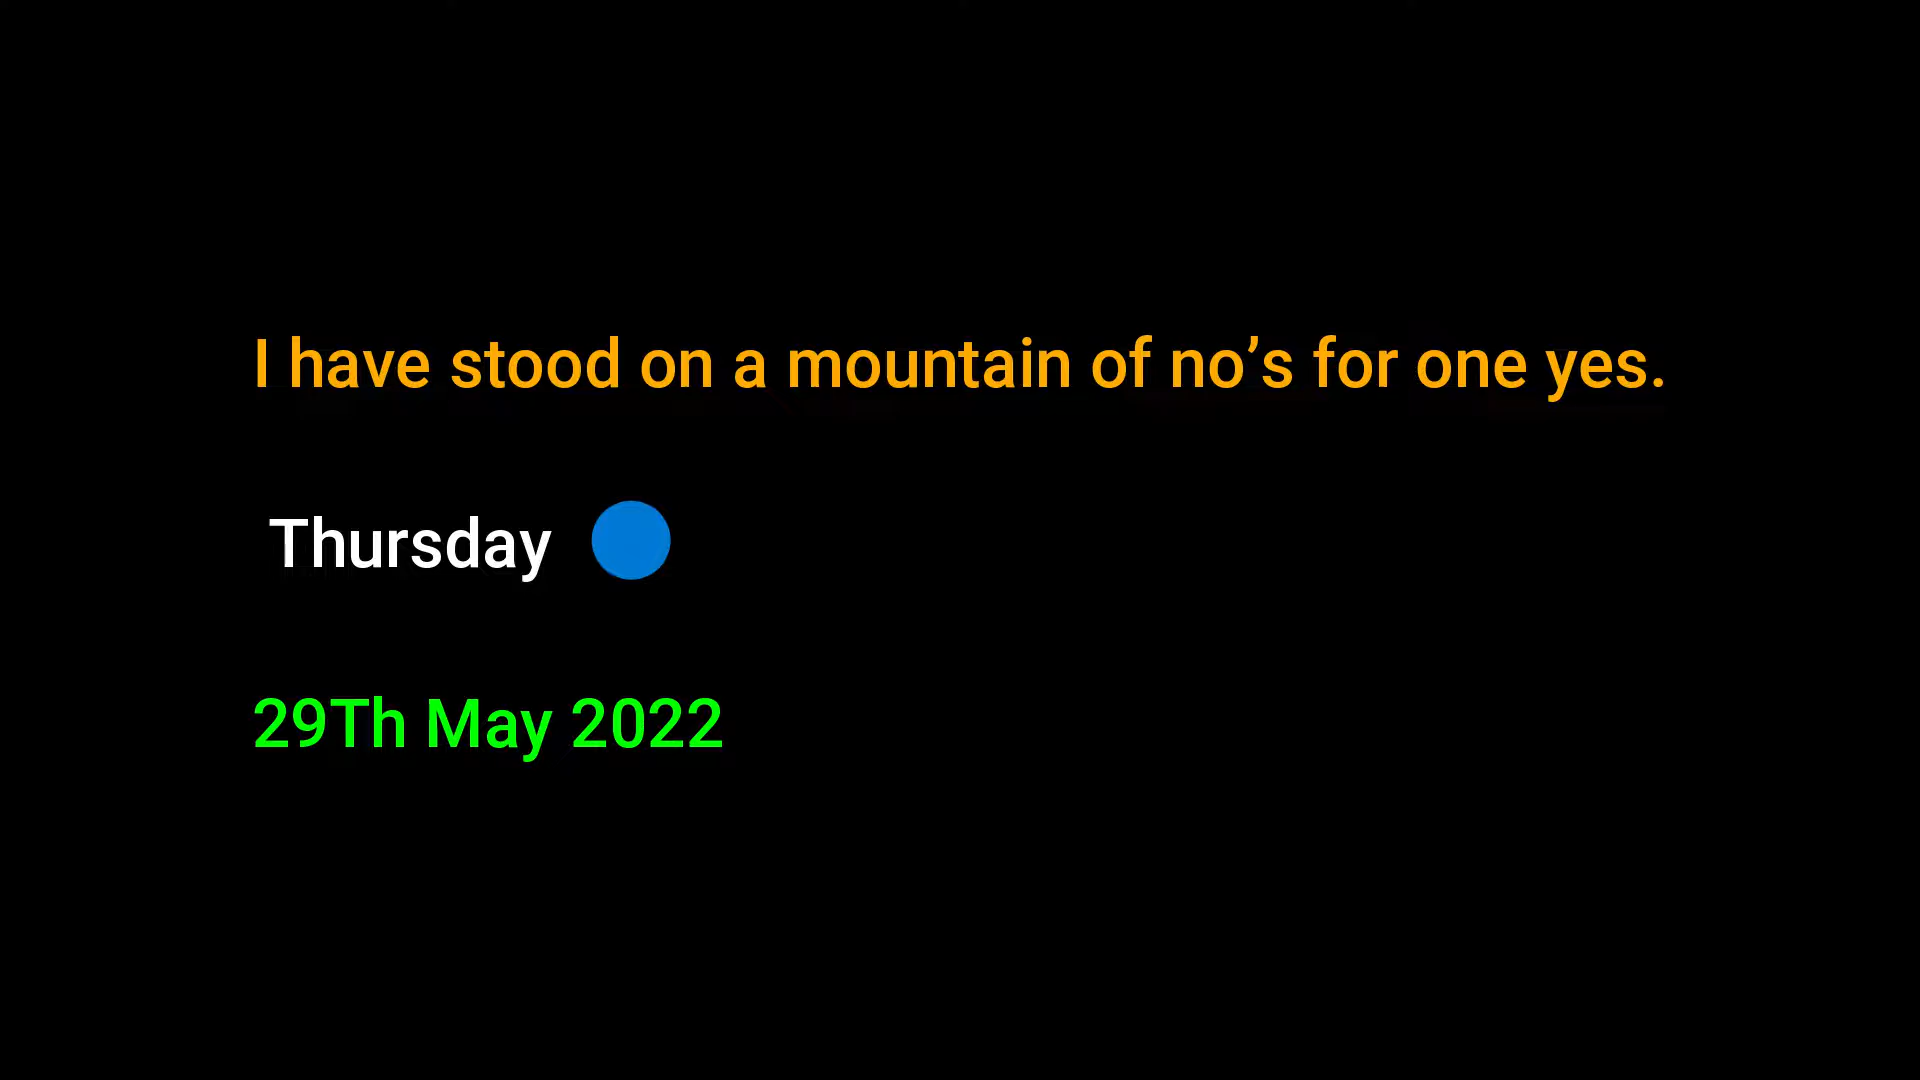 I have stood on a mountain of no’s for one yes.
Thursday
29Th May 2022